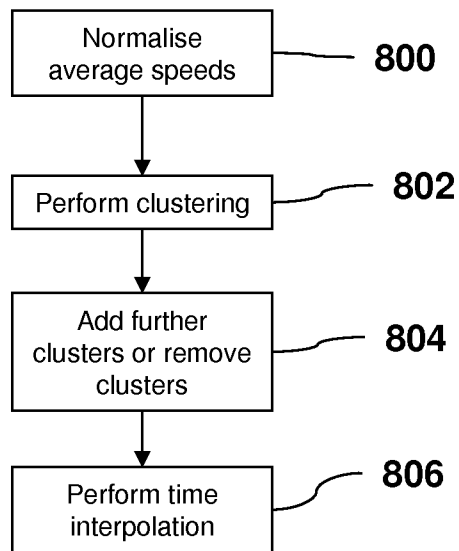 Normalise
average speeds
800
Perform clustering
802
Add further
clusters or remove
clusters
804
Perform time
interpolation
806